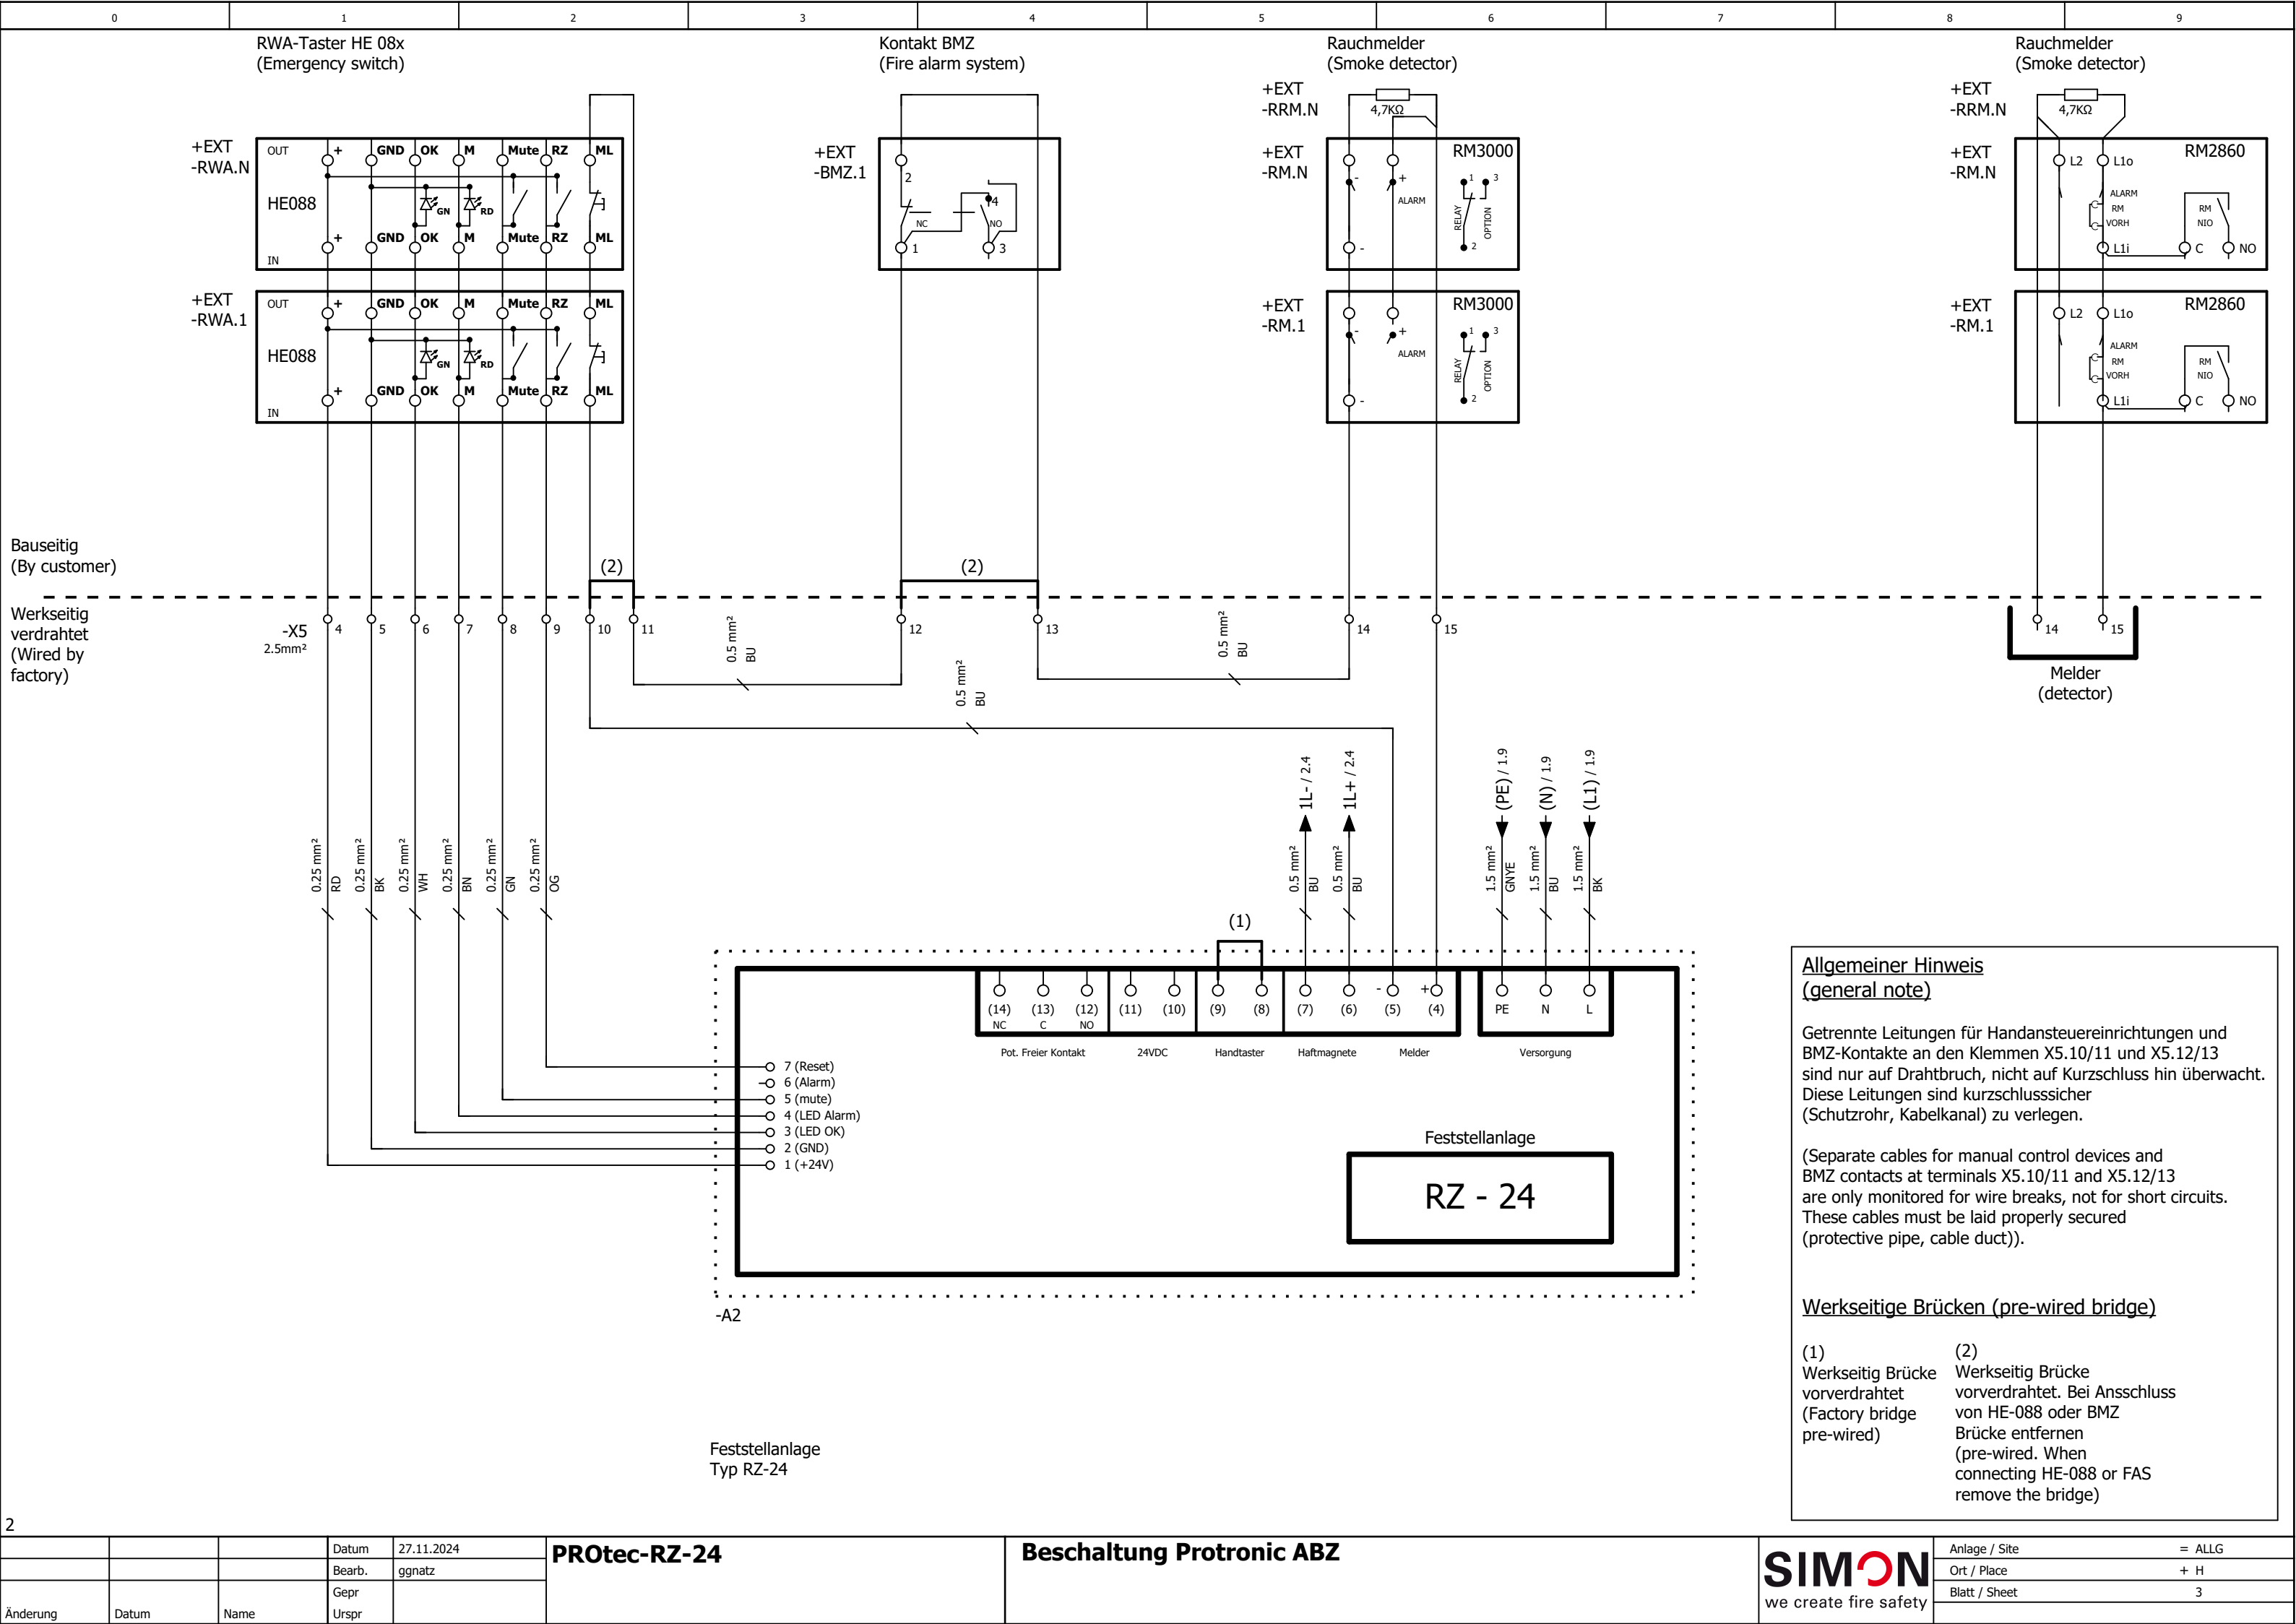 0 1 2 3 4 5 6 7 8 9
RWA-Taster HE 08x
(Emergency switch)
Kontakt BMZ
(Fire alarm system)
Rauchmelder
(Smoke detector)
Rauchmelder
(Smoke detector)
+EXT
-RRM.N
4,7KΩ
+EXT
-RRM.N
4,7KΩ
+EXT
-RWA.N
OUT
+ GND OK M Mute RZ ML
HE088
GN RD
+ GND OK M Mute RZ ML
IN
+EXT
-BMZ.1
2
4
NC NO
1 3
+EXT
-RM.N
RM3000
- +
ALARM
1 3
RELAY
OPTION
2
-
+EXT
-RM.N
RM2860
L2 L1o
ALARM
RM
VORH
RM
NIO
L1i C NO
+EXT
-RWA.1
OUT
+ GND OK M Mute RZ ML
HE088
GN RD
+ GND OK M Mute RZ ML
IN
+EXT
-RM.1
RM3000
- +
ALARM
1 3
RELAY
OPTION
2
-
+EXT
-RM.1
RM2860
L2 L1o
ALARM
RM
VORH
RM
NIO
L1i C NO
Bauseitig
(By customer)
(2) (2)
Werkseitig
verdrahtet
(Wired by
factory)
-X5
2.5mm²
4 5 6 7 8 9 10 11 12 13 14 15
0.5 mm²
BU
0.5 mm²
BU
0.5 mm²
BU
14 15
Melder
(detector)
0.25 mm²
RD
0.25 mm²
BK
0.25 mm²
WH
0.25 mm²
BN
0.25 mm²
GN
0.25 mm²
OG
1L- / 2.4
0.5 mm²
BU
1L+ / 2.4
0.5 mm²
BU
(PE) / 1.9
1.5 mm²
GNYE
(N) / 1.9
1.5 mm²
BU
(L1) / 1.9
1.5 mm²
BK
(1)
- +
(14) (13) (12) (11) (10) (9) (8) (7) (6) (5) (4) PE N L
NC C NO
Pot. Freier Kontakt 24VDC Handtaster Haftmagnete Melder Versorgung
7 (Reset)
6 (Alarm)
5 (mute)
4 (LED Alarm)
3 (LED OK)
2 (GND)
1 (+24V)
Feststellanlage
RZ - 24
-A2
Feststellanlage
Typ RZ-24
Allgemeiner Hinweis
(general note)
Getrennte Leitungen für Handansteuereinrichtungen und
BMZ-Kontakte an den Klemmen X5.10/11 und X5.12/13
sind nur auf Drahtbruch, nicht auf Kurzschluss hin überwacht.
Diese Leitungen sind kurzschlusssicher
(Schutzrohr, Kabelkanal) zu verlegen.
(Separate cables for manual control devices and
BMZ contacts at terminals X5.10/11 and X5.12/13
are only monitored for wire breaks, not for short circuits.
These cables must be laid properly secured
(protective pipe, cable duct)).
Werkseitige Brücken (pre-wired bridge)
(1)
Werkseitig Brücke
vorverdrahtet
(Factory bridge
pre-wired)
(2)
Werkseitig Brücke
vorverdrahtet. Bei Ansschluss
von HE-088 oder BMZ
Brücke entfernen
(pre-wired. When
connecting HE-088 or FAS
remove the bridge)
2
Änderung Datum Name
Datum 27.11.2024
Bearb. ggnatz
Gepr
Urspr
PROtec-RZ-24
Beschaltung Protronic ABZ
SIMON
we create fire safety
Anlage / Site = ALLG
Ort / Place + H
Blatt / Sheet 3